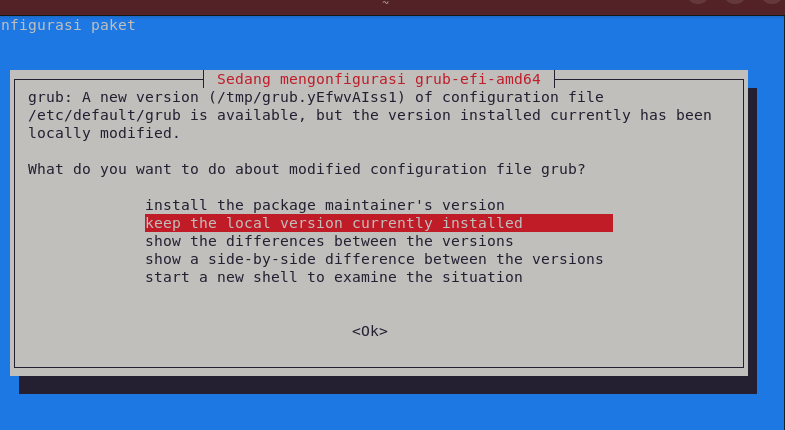 ~
nfigurasi paket
Sedang mengonfigurasi grub-efi-amd64
grub: A new version (/tmp/grub.yEfwvAIss1) of configuration file
/etc/default/grub is available, but the version installed currently has been
locally modified.
What do you want to do about modified configuration file grub?
install the package maintainer's version
keep the local version currently installed
show the differences between the versions
show a side-by-side difference between the versions
start a new shell to examine the situation
<Ok>